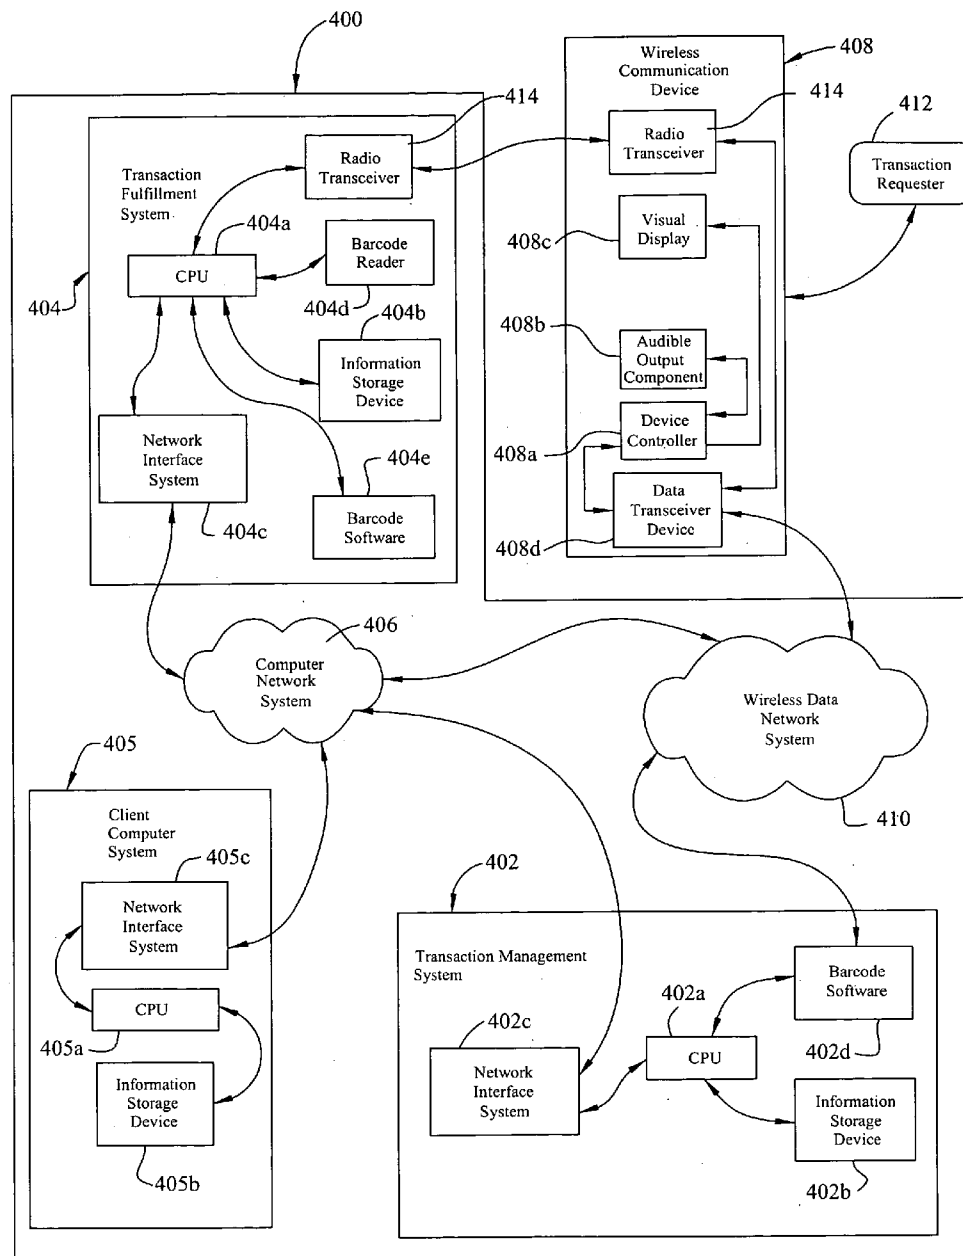 400
Wireless
Communication
Device
408
414
414
412
Radio
Transceiver
Radio
Transceiver
Transaction
Requester
Transaction
Fulfillment
System
404a
CPU
Barcode
Reader
404d
404
408c
Visual
Display
404b
Information
Storage
Device
408b
Audible
Output
Component
408a
Device
Controller
Network
Interface
System
404c
404e
Barcode
Software
408d
Data
Transceiver
Device
406
Computer
Network
System
Wireless Data
Network
System
410
405
Client
Computer
System
405c
Network
Interface
System
CPU
405a
Information
Storage
Device
405b
402
Transaction Management
System
402c
Network
Interface
System
402a
CPU
Barcode
Software
402d
Information
Storage
Device
402b